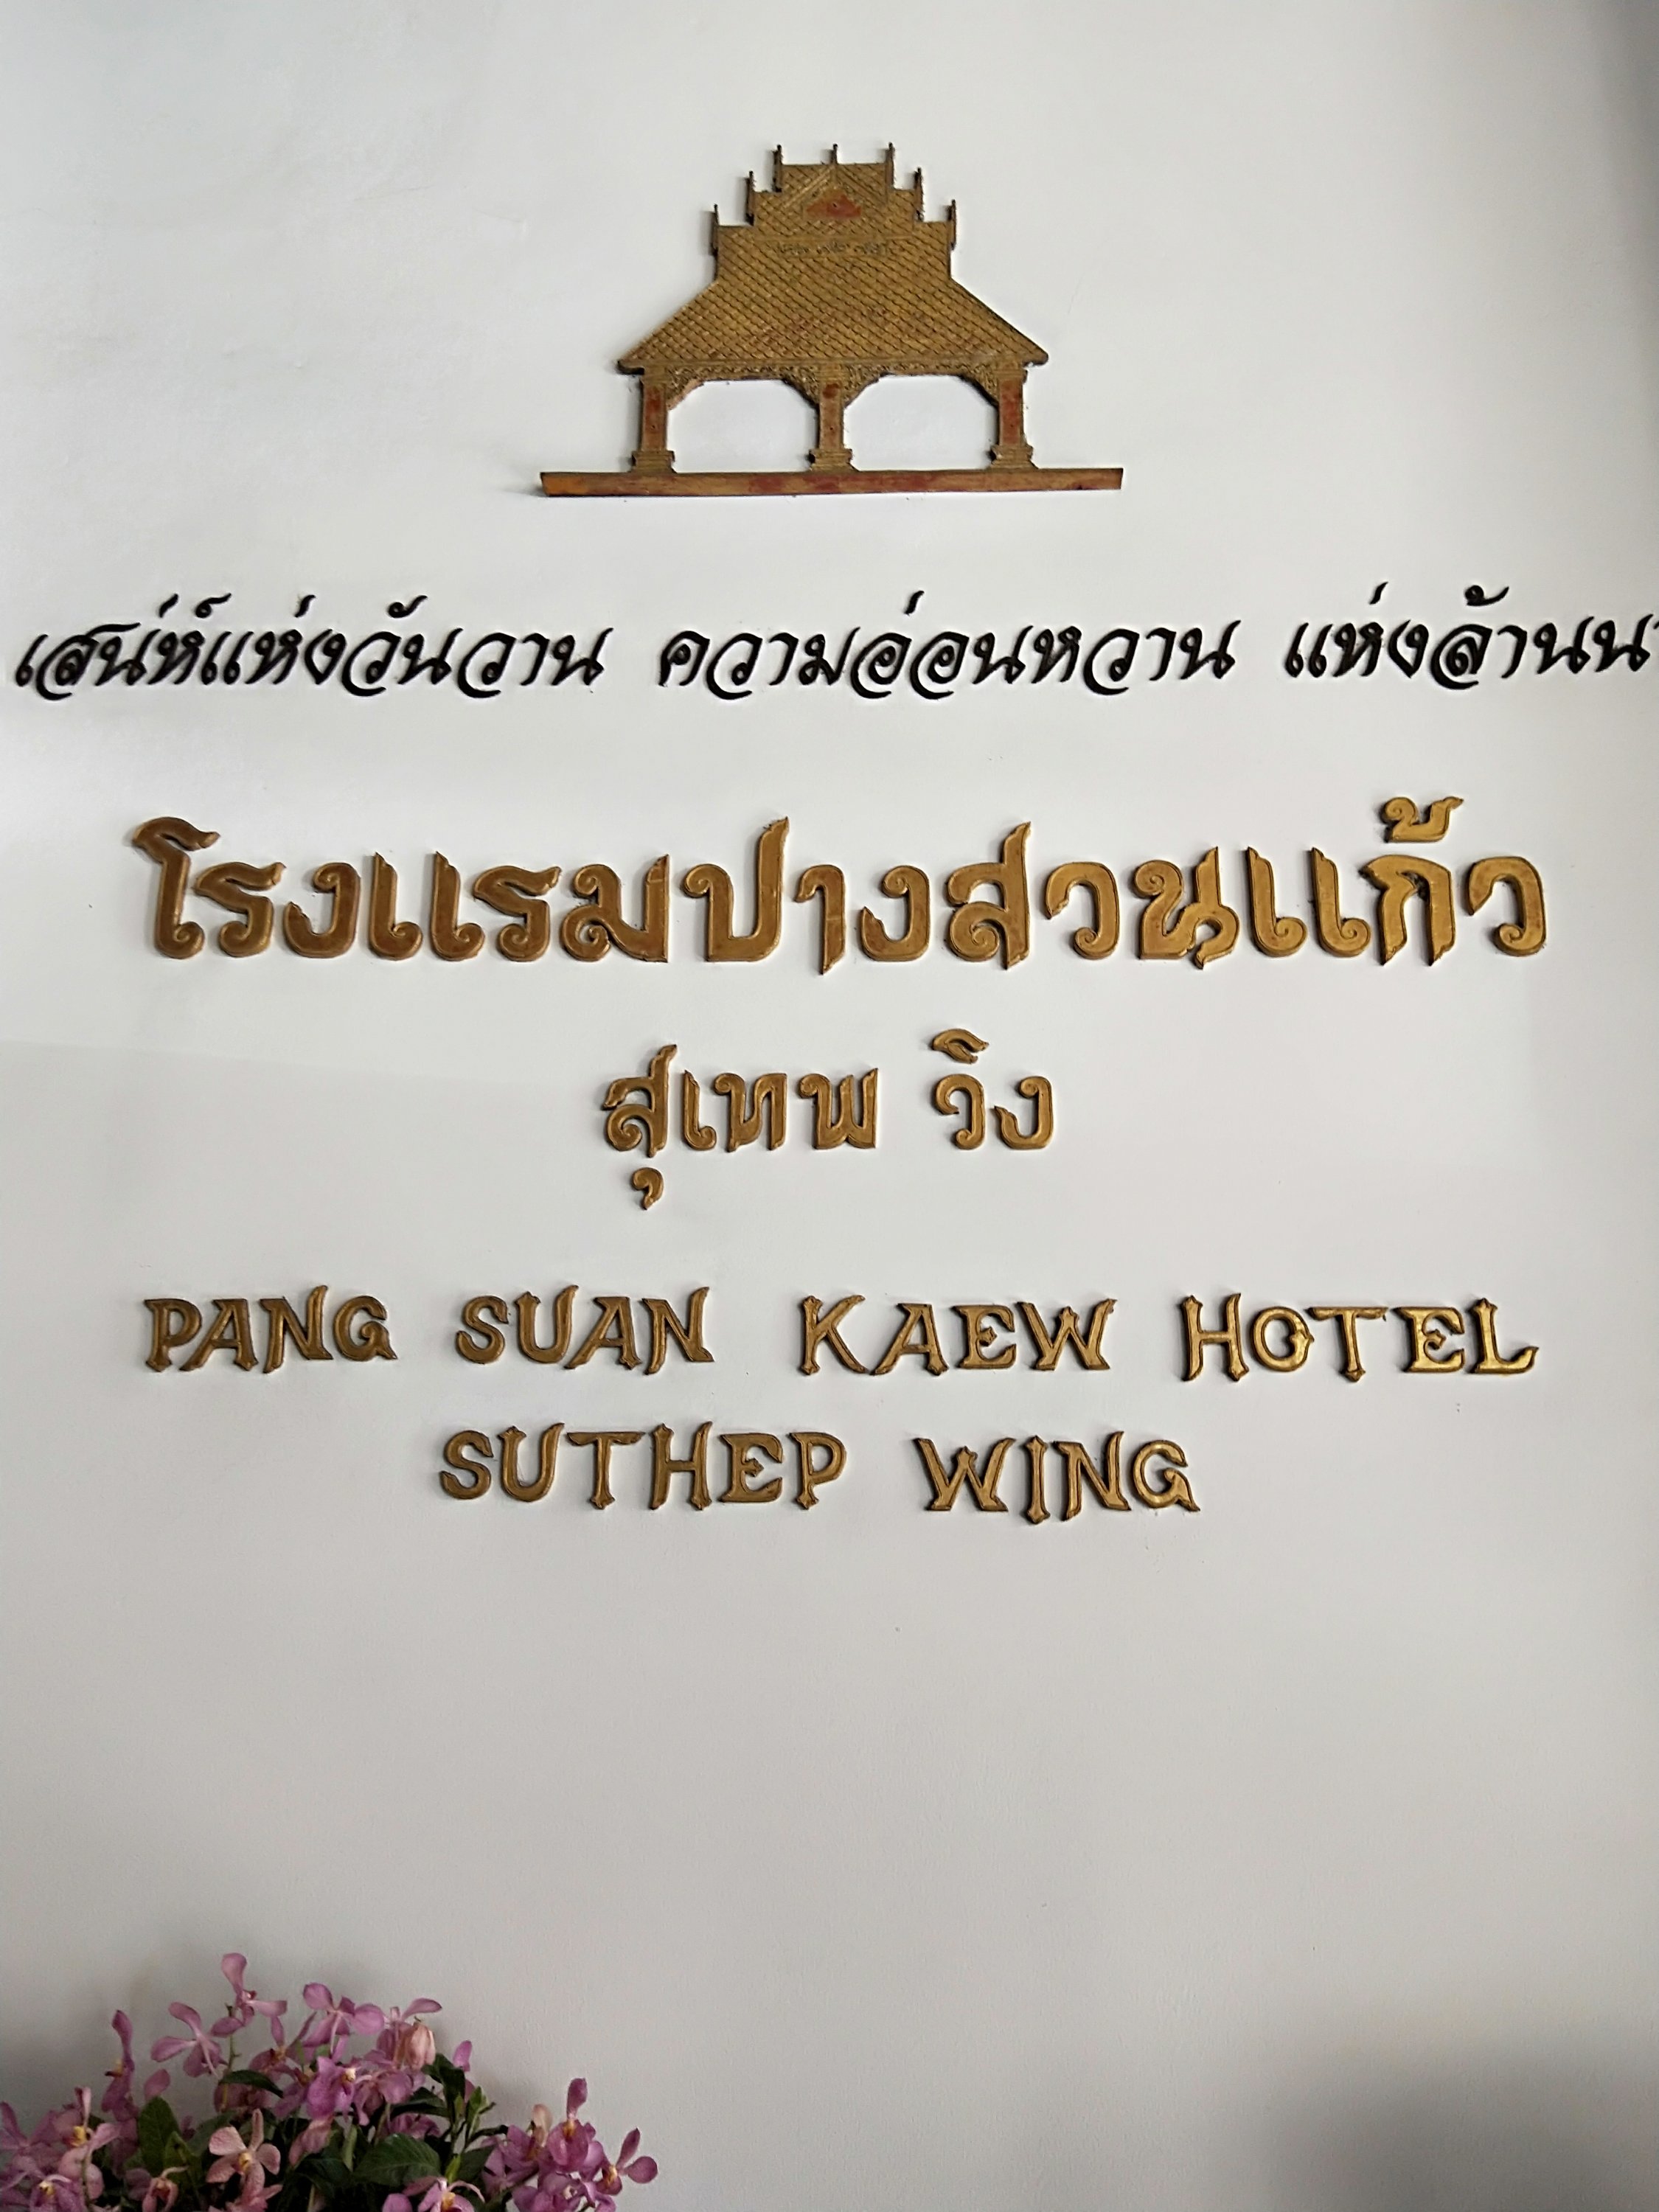 เสน่ห์แห่งวันวาน ความอ่อนหวาน แห่งล้านนา
โรงแรมปางสวนแก้ว
สุเทพ วิง
PANG SUAN KAEW HOTEL
SUTHEP WING